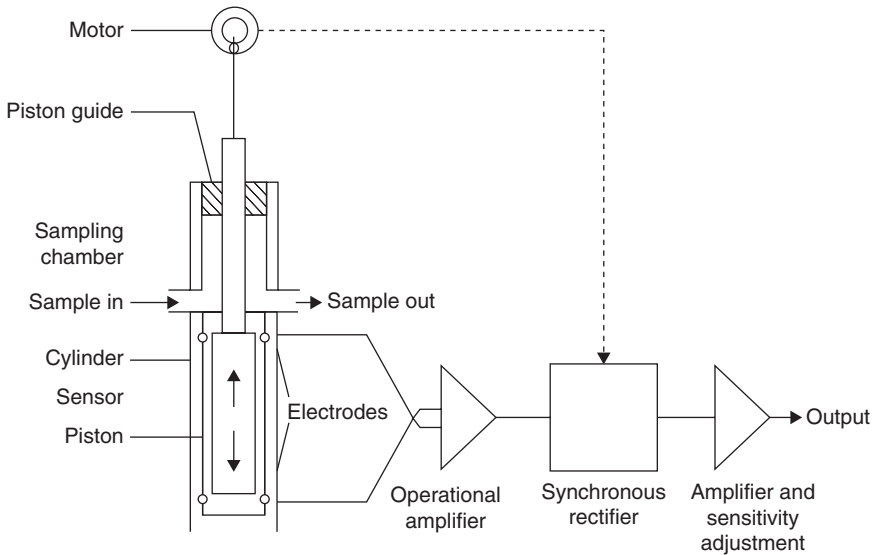 Motor
Piston guide
Sampling
chamber
Sample in
Sample out
Cylinder
Sensor
Electrodes
Piston
Output
Operational
amplifier
Synchronous
rectifier
Amplifier and
sensitivity
adjustment